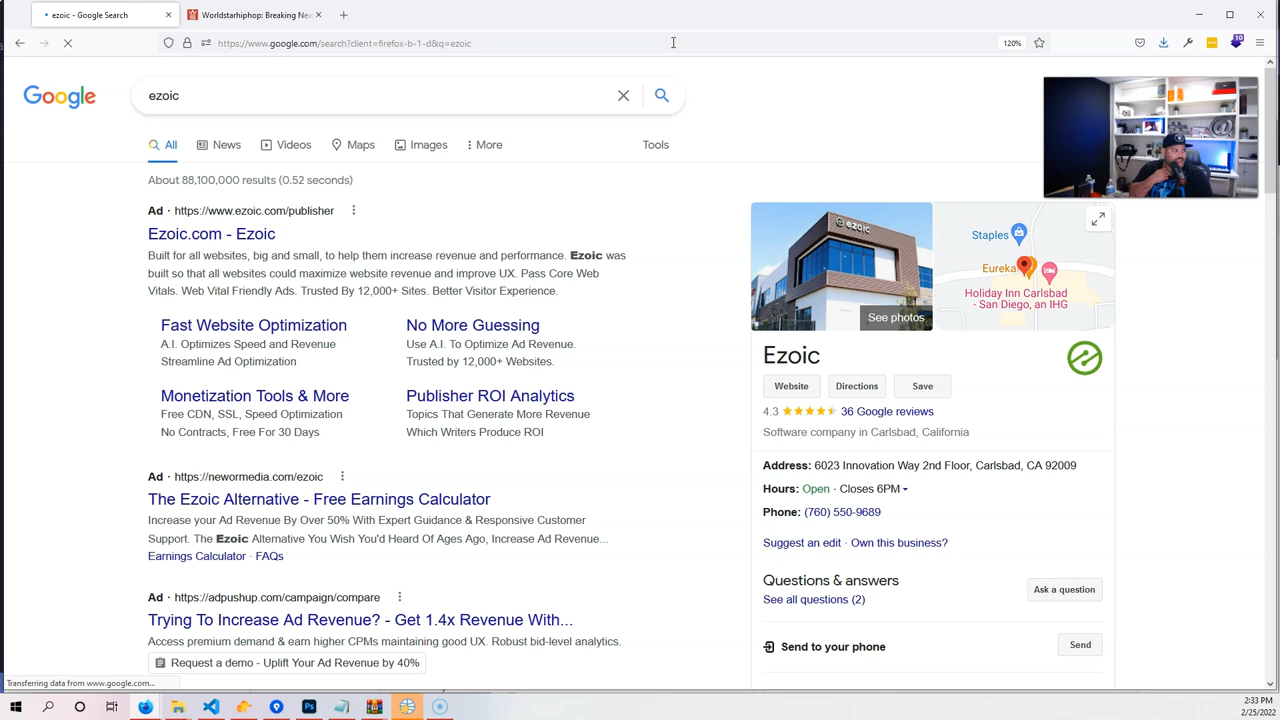 ezoic - Google Search
Worldstarhiphop: Breaking New
https://www.google.com/search?client=firefox-b-1-d&q=ezoic
120%
10
Google
ezoic
All
News
Videos
Maps
Images
More
Tools
About 88,100,000 results (0.52 seconds)
Ad · https://www.ezoic.com/publisher
Ezoic.com - Ezoic
Built for all websites, big and small, to help them increase revenue and performance. Ezoic was
built so that all websites could maximize website revenue and improve UX. Pass Core Web
Vitals. Web Vital Friendly Ads. Trusted By 12,000+ Sites. Better Visitor Experience.
Fast Website Optimization
A.I. Optimizes Speed and Revenue
Streamline Ad Optimization
No More Guessing
Use A.I. To Optimize Ad Revenue.
Trusted by 12,000+ Websites.
Monetization Tools & More
Free CDN, SSL, Speed Optimization
No Contracts, Free For 30 Days
Publisher ROI Analytics
Topics That Generate More Revenue
Which Writers Produce ROI
Ad · https://newormedia.com/ezoic
The Ezoic Alternative - Free Earnings Calculator
Increase your Ad Revenue By Over 50% With Expert Guidance & Responsive Customer
Support. The Ezoic Alternative You Wish You'd Heard Of Ages Ago, Increase Ad Revenue...
Earnings Calculator · FAQs
Ad · https://adpushup.com/campaign/compare
Trying To Increase Ad Revenue? - Get 1.4x Revenue With...
Access premium demand & earn higher CPMs maintaining good UX. Robust bid-level analytics.
Request a demo - Uplift Your Ad Revenue by 40%
ezoic
See photos
Staples
Eureka
Holiday Inn Carlsbad
- San Diego, an IHG
Ezoic
Website
Directions
Save
4.3
36 Google reviews
Software company in Carlsbad, California
Address: 6023 Innovation Way 2nd Floor, Carlsbad, CA 92009
Hours: Open · Closes 6PM
Phone: (760) 550-9689
Suggest an edit · Own this business?
Questions & answers
See all questions (2)
Ask a question
Send to your phone
Send
Transferring data from www.google.com...
2:33 PM
2/25/2022